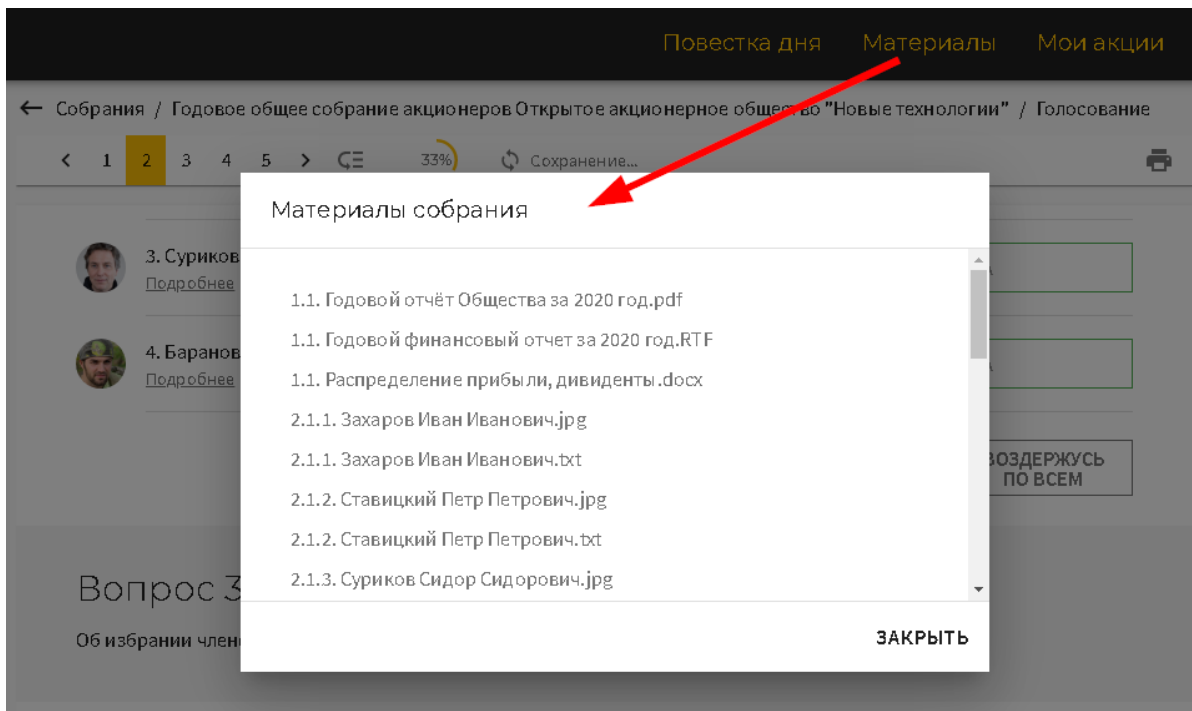 Повестка дня Материалы Мои акции
← Собрания / Годовое общее собрание акционеров Открытое акционерное общество "Новые технологии" / Голосование
< 1 2 3 4 5 > 33% Сохранение...
Материалы собрания
3. Суриков
Подробнее
1.1. Годовой отчёт Общества за 2020 год.pdf
1.1. Годовой финансовый отчет за 2020 год.RTF
4. Баранов
Подробнее
1.1. Распределение прибыли, дивиденты.docx
2.1.1. Захаров Иван Иванович.jpg
2.1.1. Захаров Иван Иванович.txt
2.1.2. Ставицкий Петр Петрович.jpg
2.1.2. Ставицкий Петр Петрович.txt
2.1.3. Суриков Сидор Сидорович.jpg
ВОЗДЕРЖУСЬ
ПО ВСЕМ
Вопрос 3
Об избрании член
ЗАКРЫТЬ